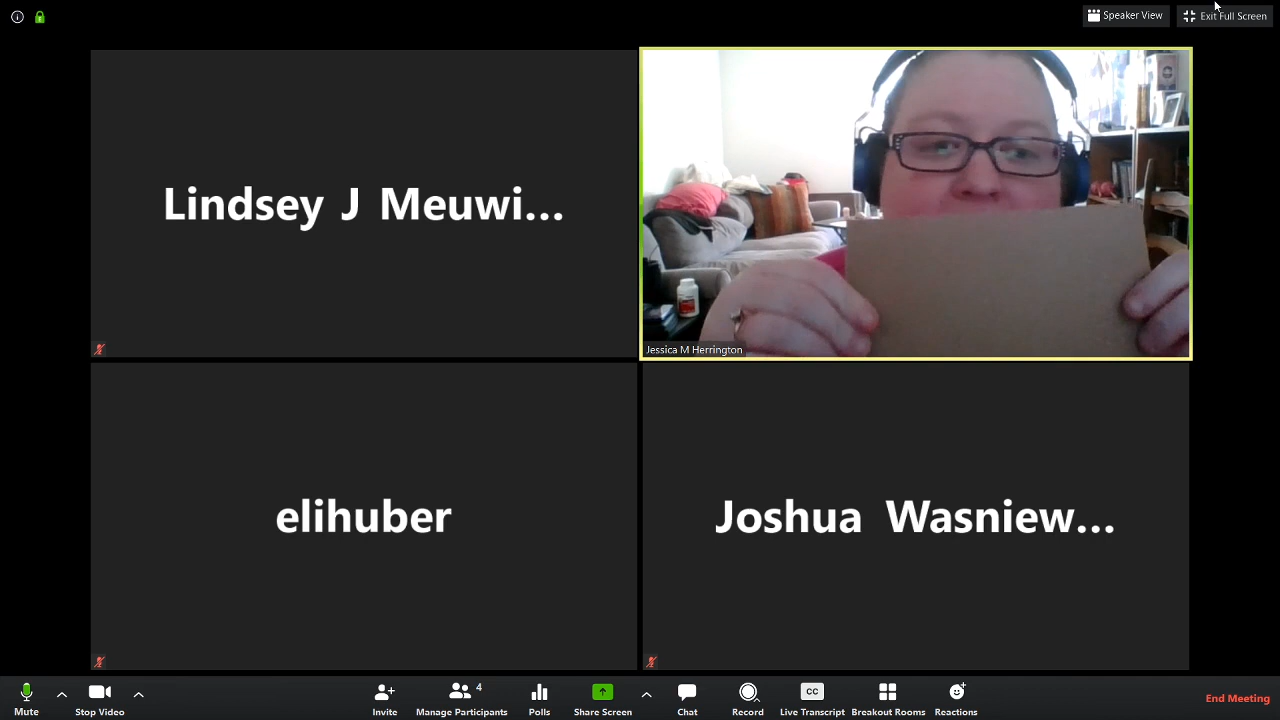 Speaker View
Exit Full Screen
Lindsey J Meuwi...
Jessica M Herrington
elihuber
Joshua Wasniew...
Mute
Stop Video
Invite
Manage Participants
4
Polls
Share Screen
Chat
Record
CC
Live Transcript
Breakout Rooms
Reactions
End Meeting